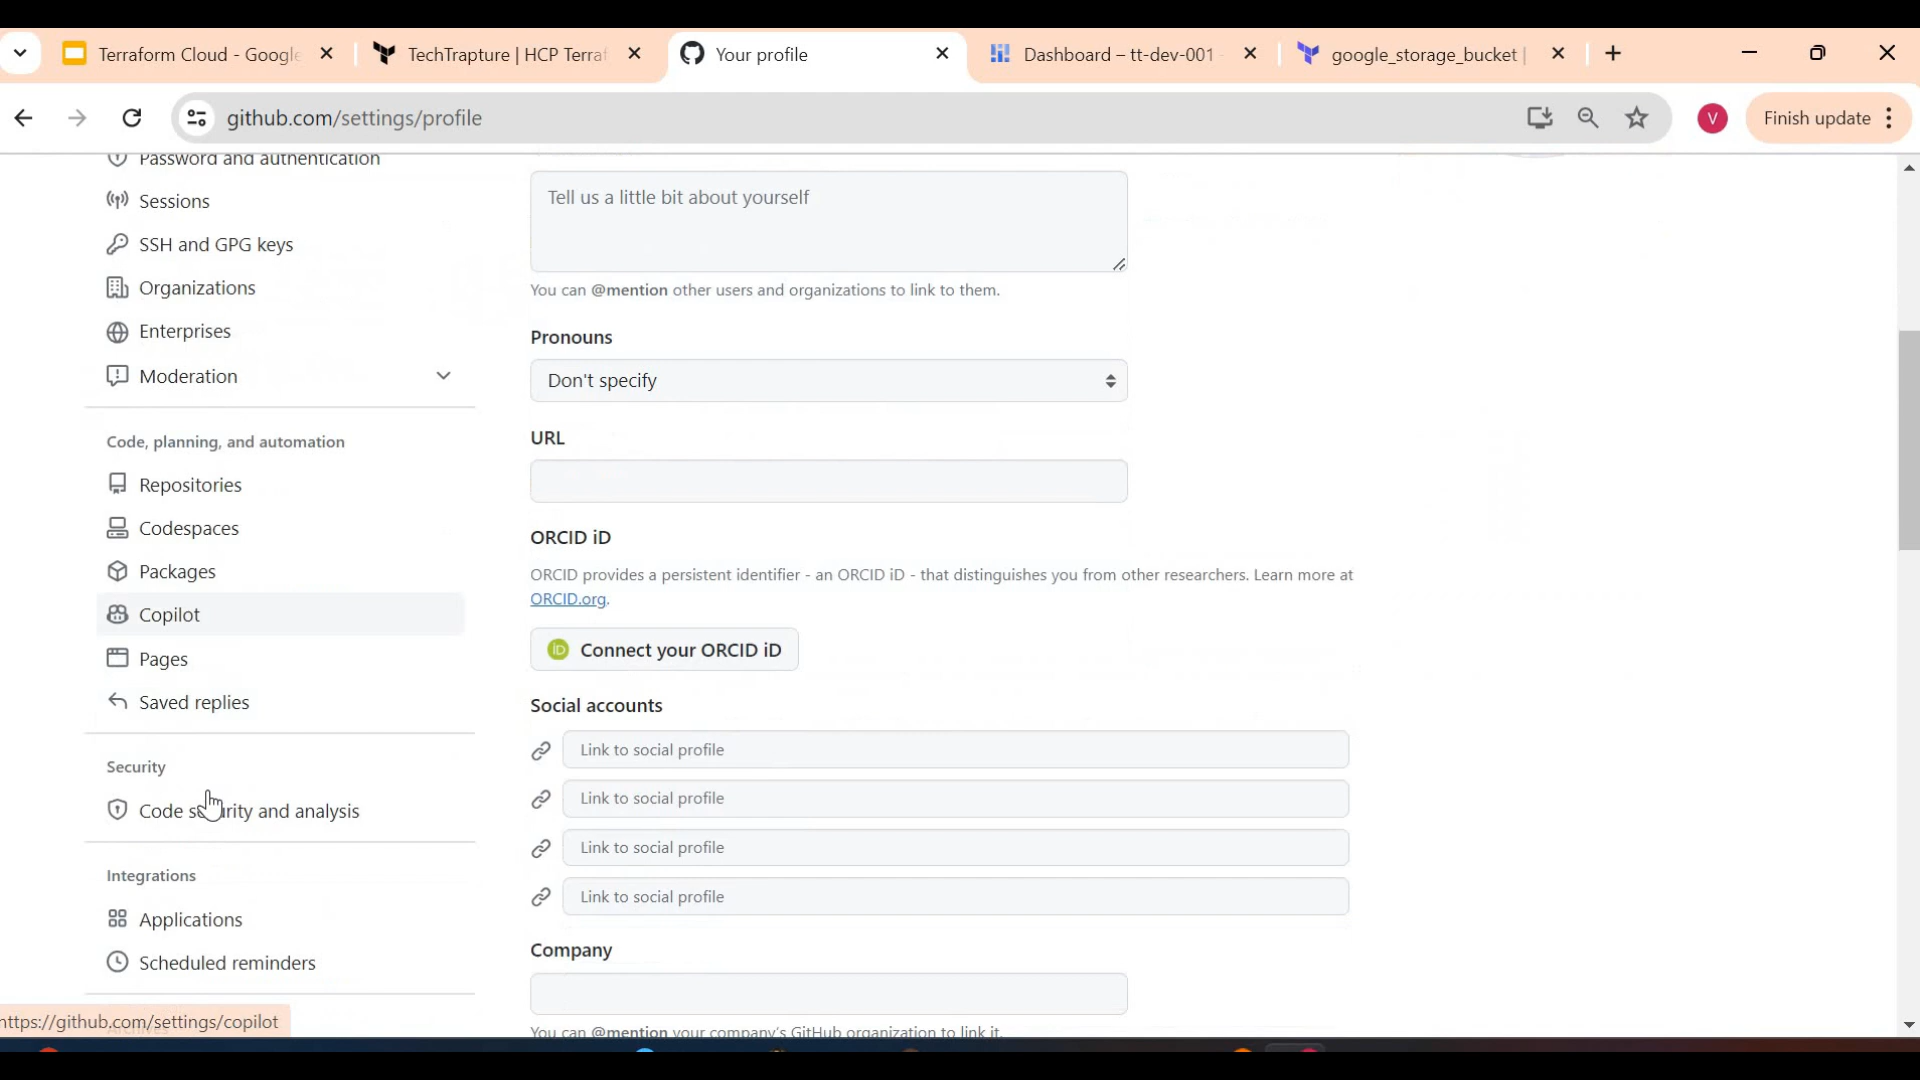 Terraform Cloud - Google
TechTrapture | HCP Terraf
Your profile
Dashboard – tt-dev-001 -
google_storage_bucket |
github.com/settings/profile
V
Finish update
Password and authentication
Sessions
SSH and GPG keys
Organizations
Enterprises
Moderation
Code, planning, and automation
Repositories
Codespaces
Packages
Copilot
Pages
Saved replies
Security
Code security and analysis
Integrations
Applications
Scheduled reminders
Archives
https://github.com/settings/copilot
Tell us a little bit about yourself
You can @mention other users and organizations to link to them.
Pronouns
Don't specify
URL
ORCID iD
ORCID provides a persistent identifier - an ORCID iD - that distinguishes you from other researchers. Learn more at
ORCID.org.
iD Connect your ORCID iD
Social accounts
Link to social profile
Link to social profile
Link to social profile
Link to social profile
Company
You can @mention your company's GitHub organization to link it.